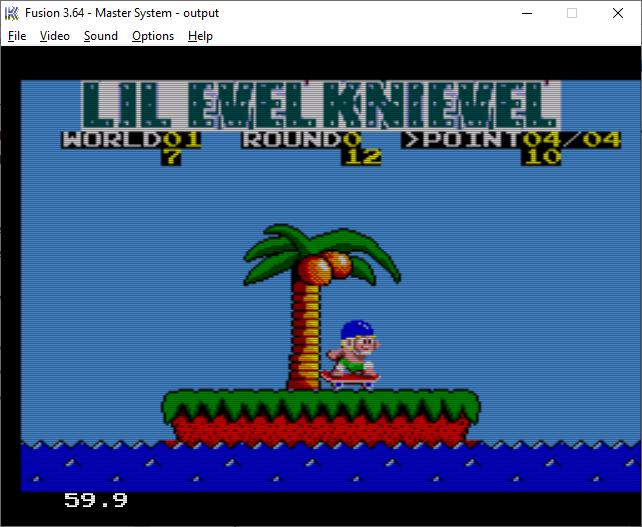 Fusion 3.64 - Master System - output
File Video Sound Options Help
LIL EVEL KNIEVEL
WORLD01 ROUND0 >POINT04/04
7 12 10
59.9